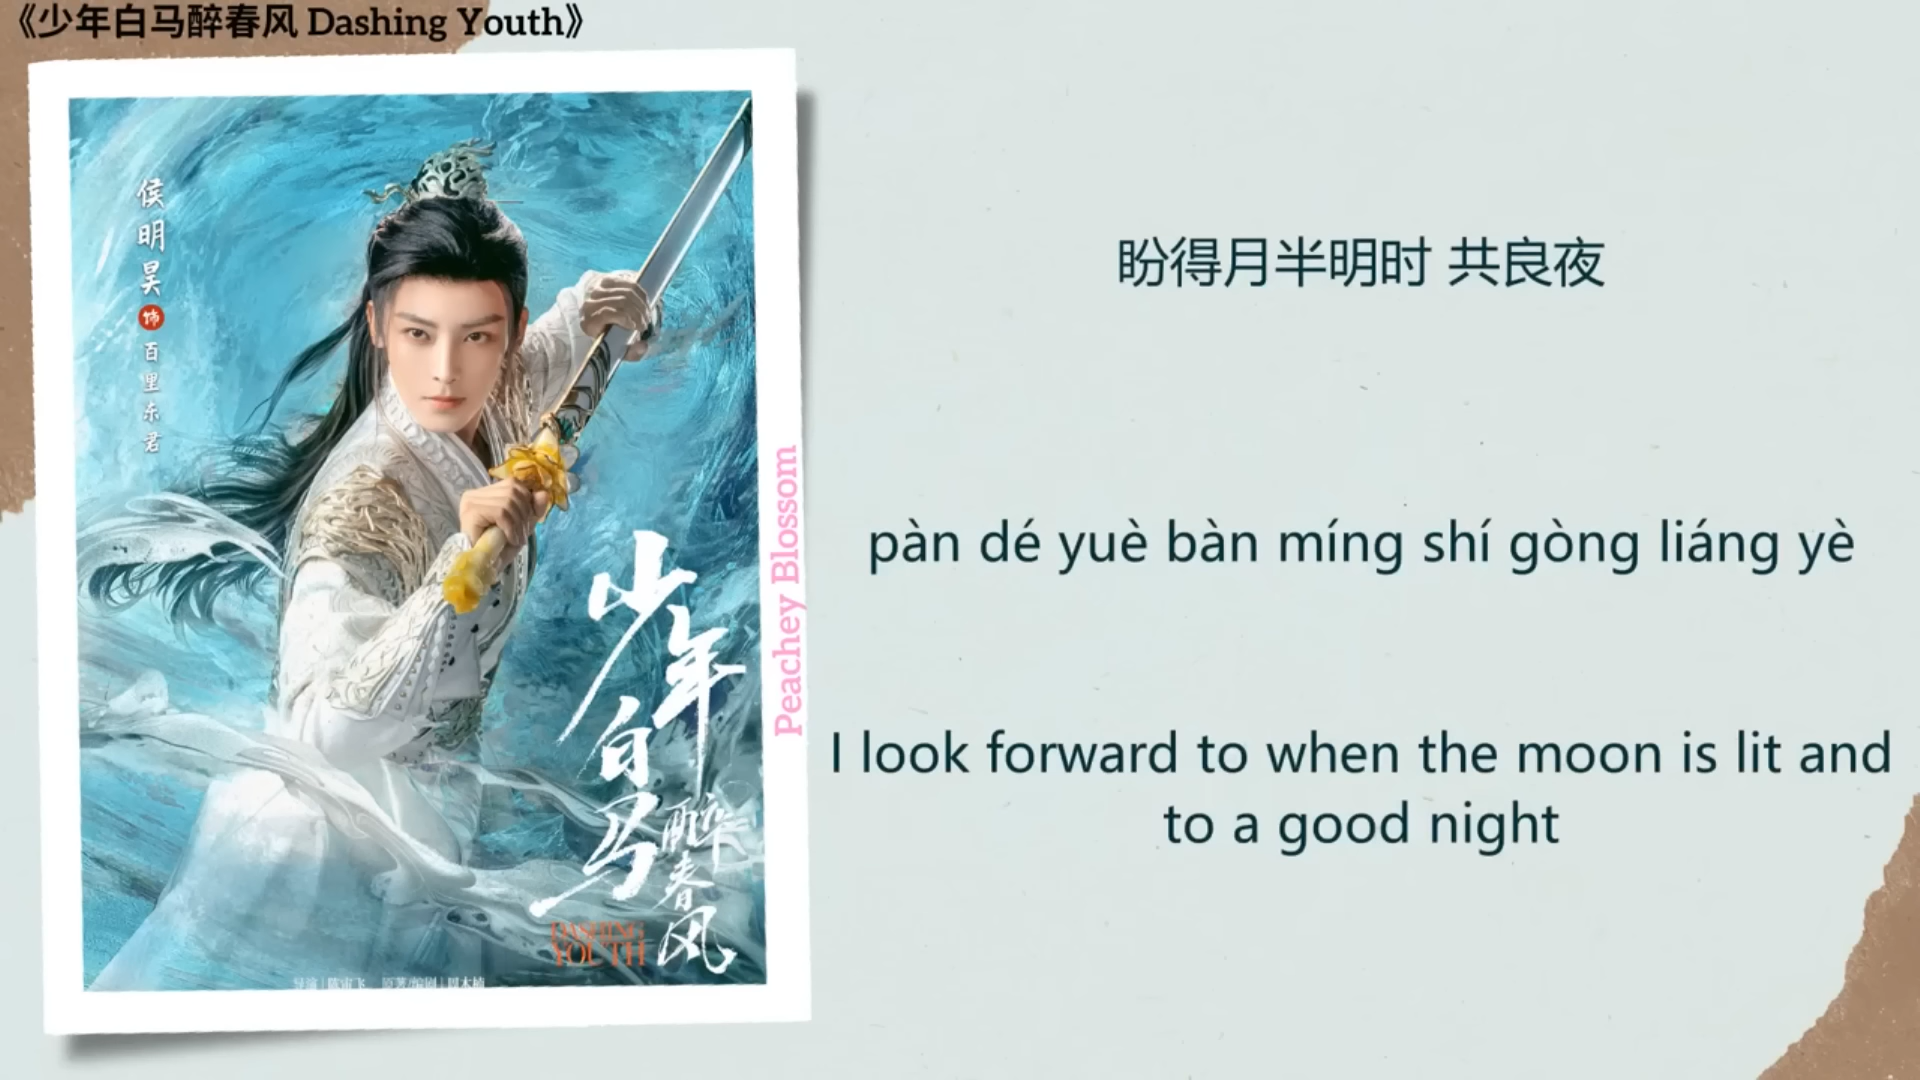 《少年白马醉春风 Dashing Youth》
侯明昊 饰 百里东君
盼得月半明时 共良夜
pàn dé yuè bàn míng shí gòng liáng yè
Peachey Blossom
I look forward to when the moon is lit and
to a good night
少年白马醉春风
DASHING
YOUTH